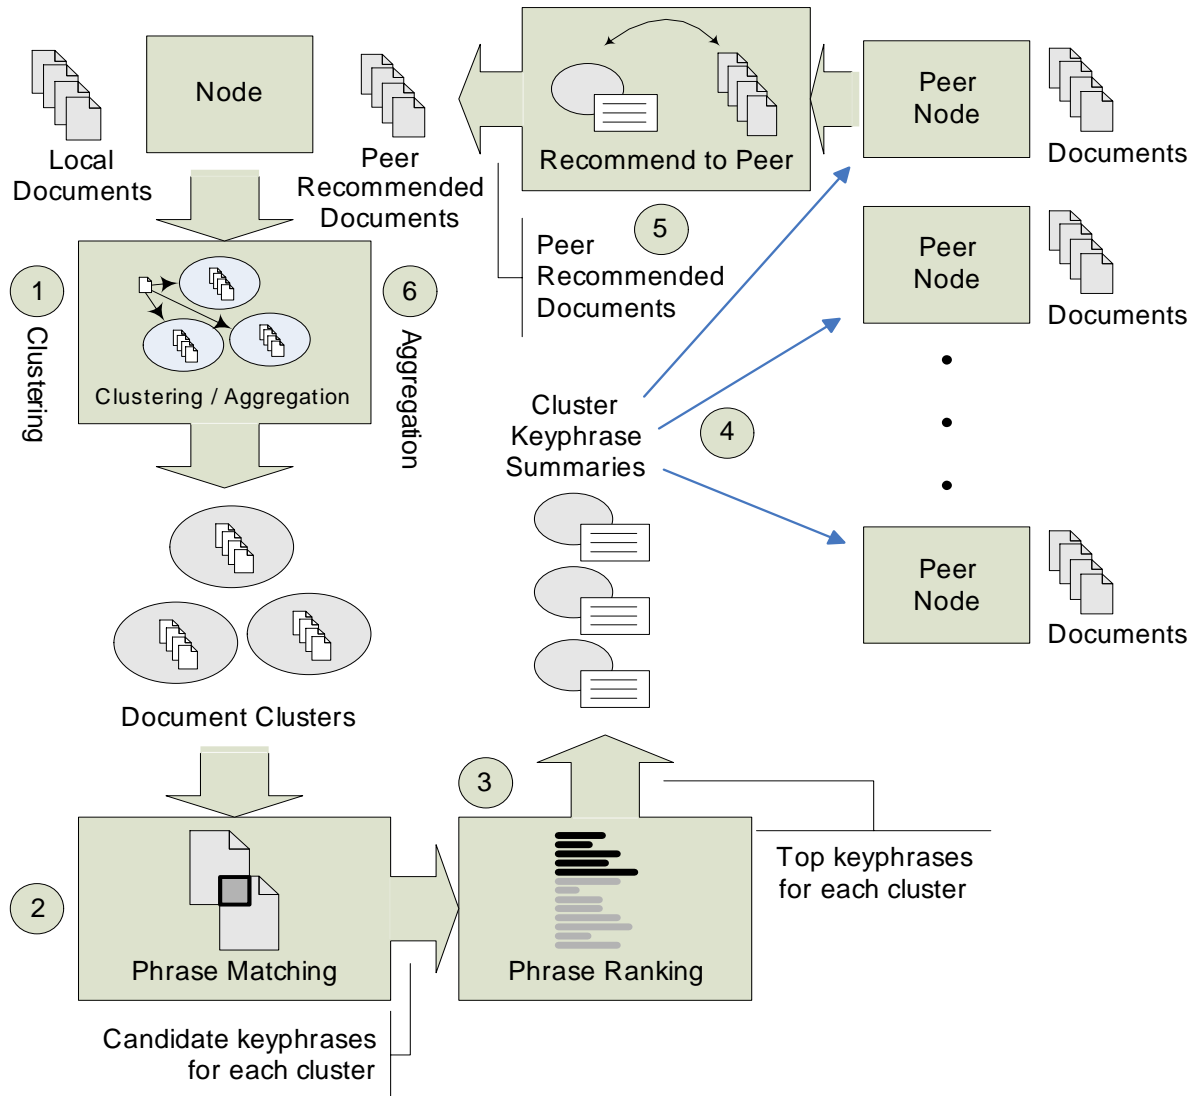 Node
Local
Documents
Peer
Recommended
Documents
Recommend to Peer
Peer
Node
Documents
5
Peer
Recommended
Documents
Peer
Node
Documents
1
Clustering
Clustering / Aggregation
6
Aggregation
Cluster
Keyphrase
Summaries
4
Peer
Node
Documents
Document Clusters
2
Phrase Matching
Candidate keyphrases
for each cluster
3
Phrase Ranking
Top keyphrases
for each cluster